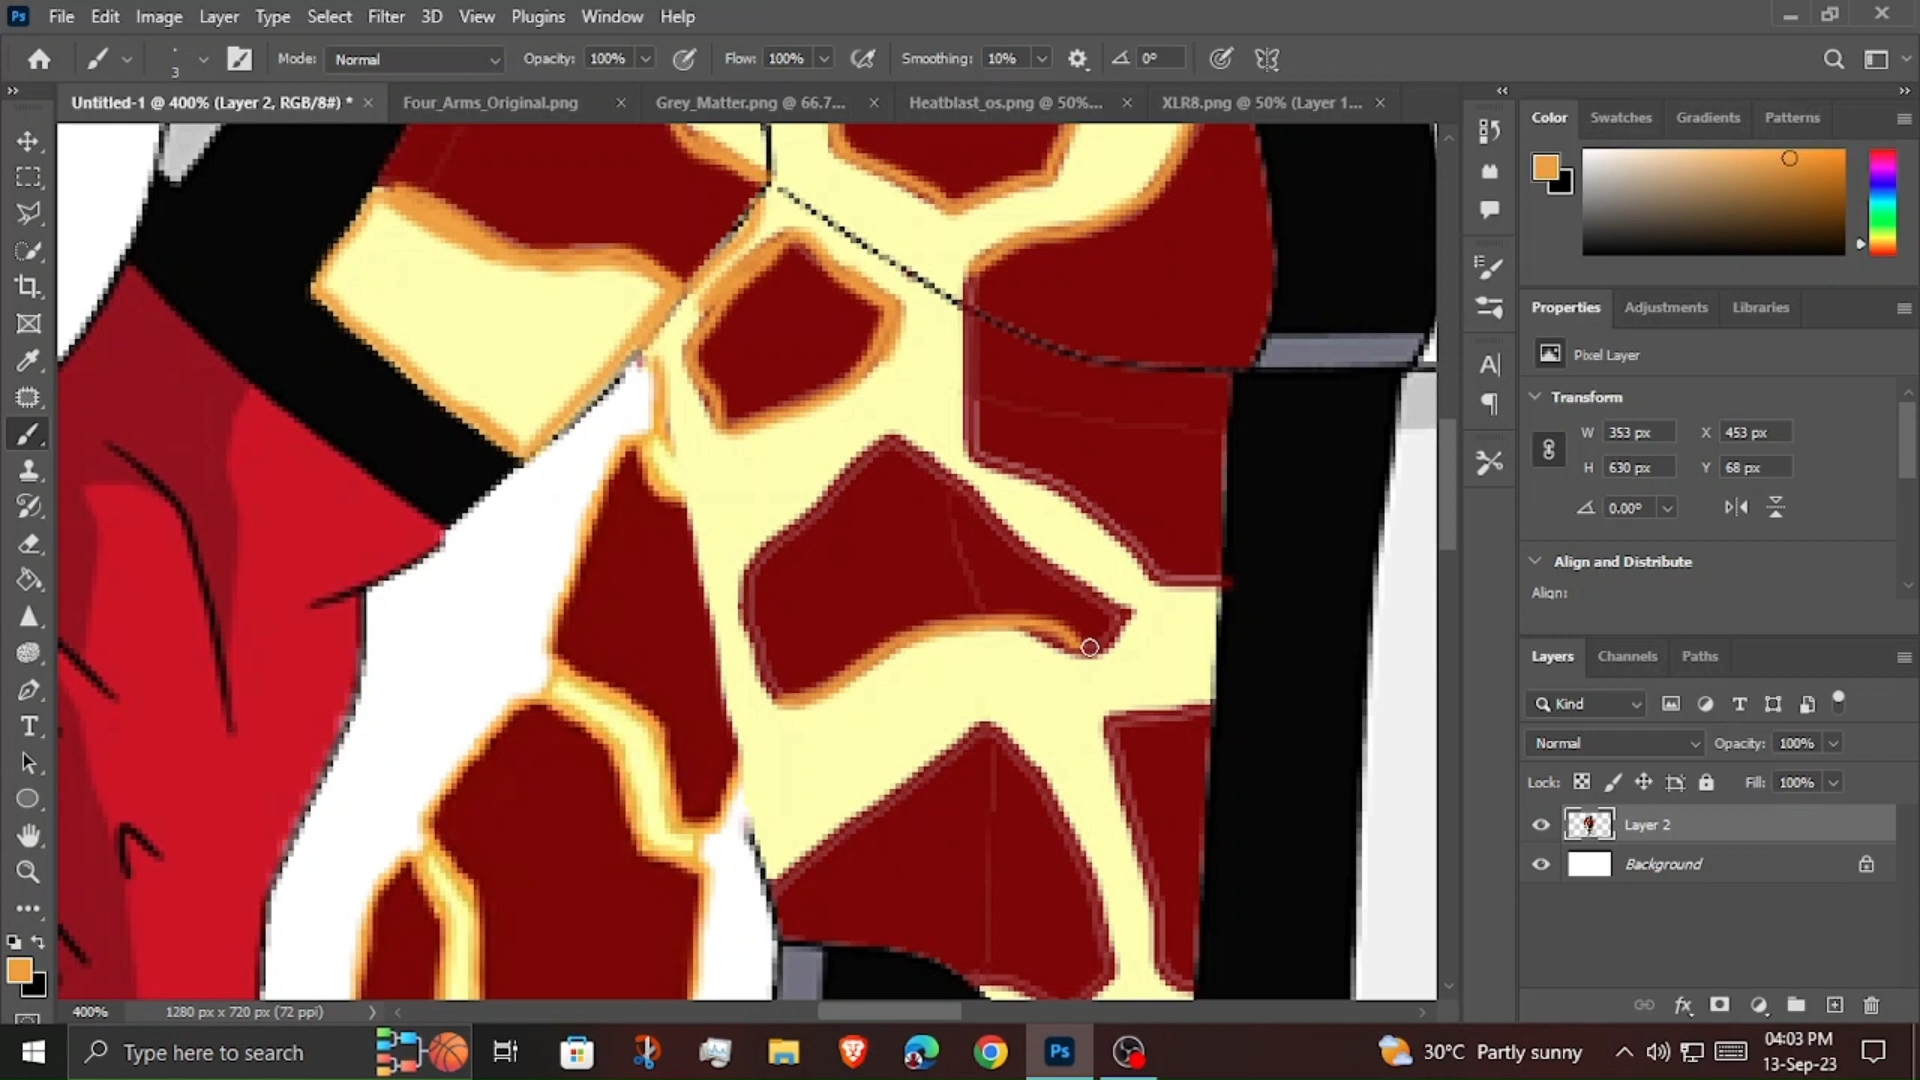 Ps File Edit Image Layer Type Select Filter 3D View Plugins Window Help
3 Mode: Normal Opacity: 100% Flow: 100% Smoothing: 10% 0°
Untitled-1 @ 400% (Layer 2, RGB/8#) * × Four_Arms_Original.png × Grey_Matter.png @ 66.7... × Heatblast_os.png @ 50%... × XLR8.png @ 50% (Layer 1... ×
Color Swatches Gradients Patterns
Properties Adjustments Libraries
Pixel Layer
Transform
W 353 px X 453 px
H 630 px Y 68 px
0.00°
Align and Distribute
Align:
Layers Channels Paths
Kind
Normal Opacity: 100%
Lock: Fill: 100%
Layer 2
Background
fx
400% 1280 px x 720 px (72 ppi)
Type here to search
Ps
30°C Partly sunny
04:03 PM
13-Sep-23